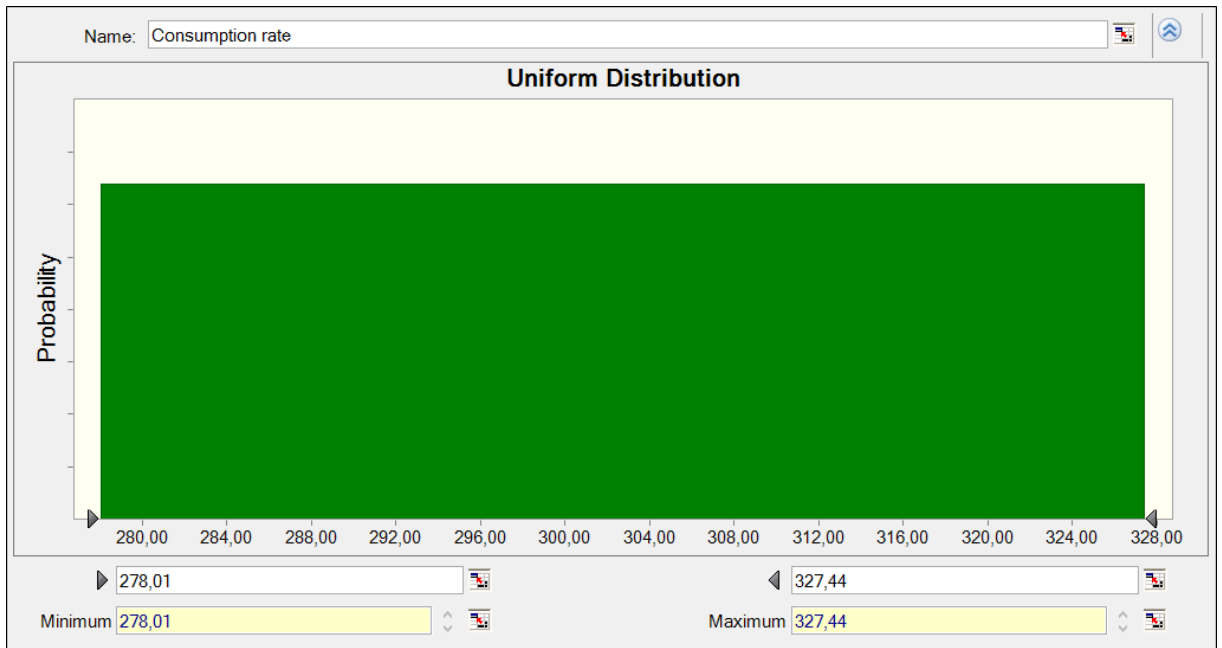 Name: Consumption rate
Uniform Distribution
Probability
280,00 284,00 288,00 292,00 296,00 300,00 304,00 308,00 312,00 316,00 320,00 324,00 328,00
278,01 327,44
Minimum 278,01 Maximum 327,44